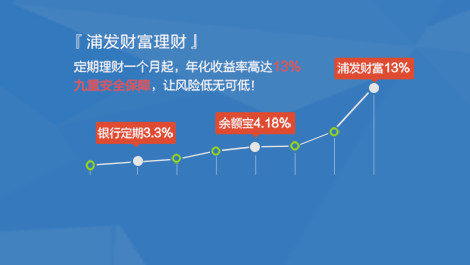 『浦发财富理财』
定期理财一个月起，年化收益率高达13%
九重安全保障，让风险低无可低！
浦发财富13%
余额宝4.18%
银行定期3.3%